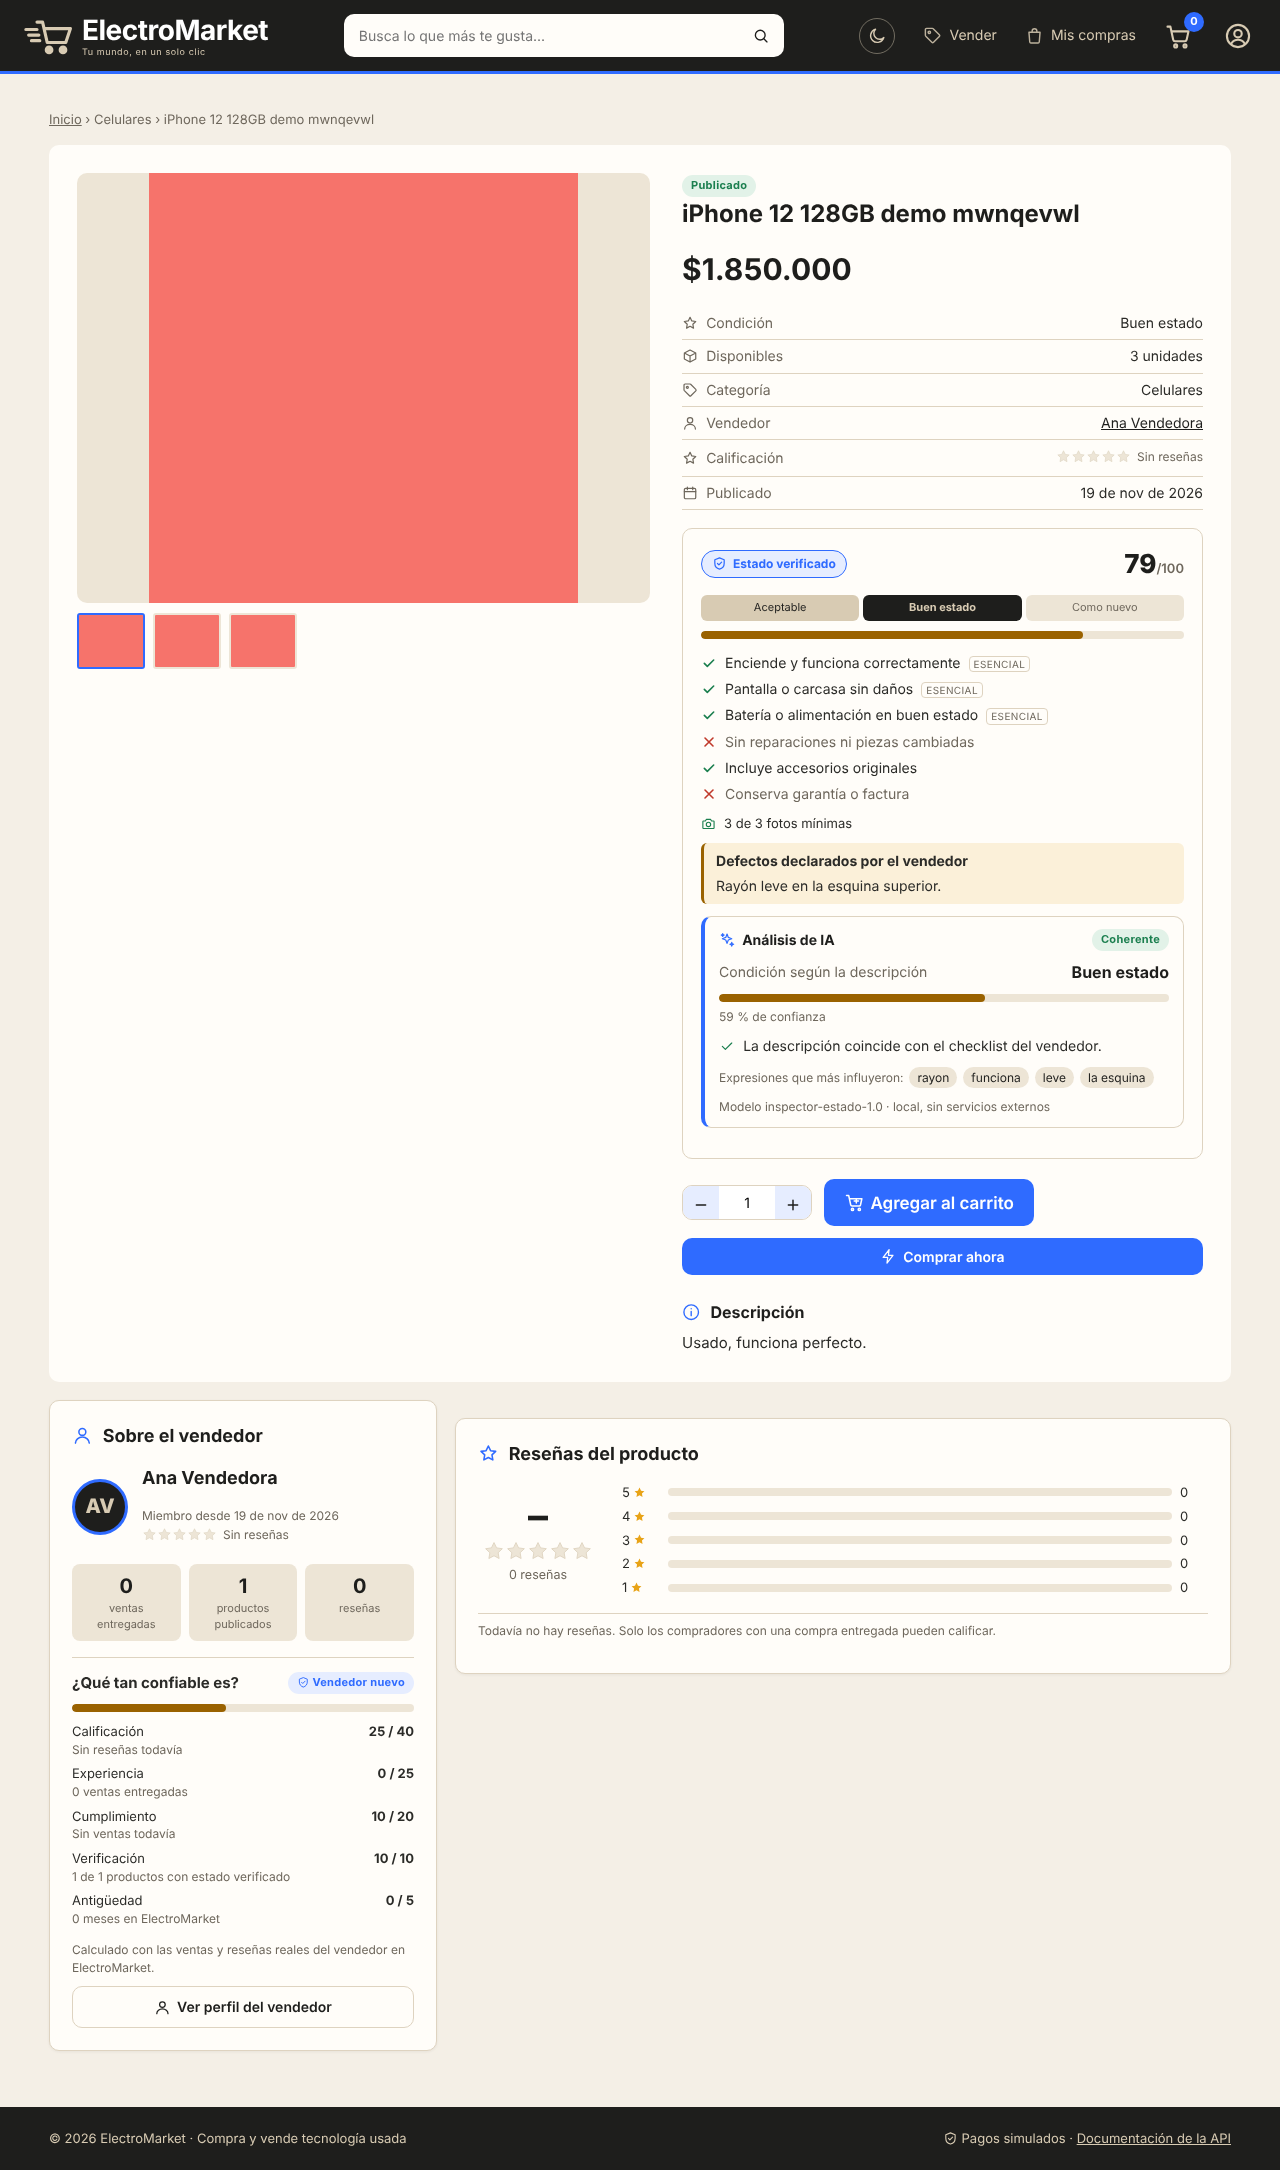 ElectroMarket
Tu mundo, en un solo clic
Busca lo que más te gusta...
Vender
Mis compras
0
Inicio › Celulares › iPhone 12 128GB demo mwnqevwl
Publicado
iPhone 12 128GB demo mwnqevwl
$1.850.000
Condición Buen estado
Disponibles 3 unidades
Categoría Celulares
Vendedor Ana Vendedora
Calificación Sin reseñas
Publicado 19 de nov de 2026
Estado verificado 79/100
Aceptable Buen estado Como nuevo
Enciende y funciona correctamente ESENCIAL
Pantalla o carcasa sin daños ESENCIAL
Batería o alimentación en buen estado ESENCIAL
Sin reparaciones ni piezas cambiadas
Incluye accesorios originales
Conserva garantía o factura
3 de 3 fotos mínimas
Defectos declarados por el vendedor
Rayón leve en la esquina superior.
Análisis de IA Coherente
Condición según la descripción Buen estado
59 % de confianza
La descripción coincide con el checklist del vendedor.
Expresiones que más influyeron: rayon funciona leve la esquina
Modelo inspector-estado-1.0 · local, sin servicios externos
− 1 + Agregar al carrito
Comprar ahora
Descripción
Usado, funciona perfecto.
Sobre el vendedor
AV
Ana Vendedora
Miembro desde 19 de nov de 2026
Sin reseñas
0 ventas entregadas
1 productos publicados
0 reseñas
¿Qué tan confiable es? Vendedor nuevo
Calificación 25 / 40
Sin reseñas todavía
Experiencia 0 / 25
0 ventas entregadas
Cumplimiento 10 / 20
Sin ventas todavía
Verificación 10 / 10
1 de 1 productos con estado verificado
Antigüedad 0 / 5
0 meses en ElectroMarket
Calculado con las ventas y reseñas reales del vendedor en
ElectroMarket.
Ver perfil del vendedor
Reseñas del producto
–
0 reseñas
5 0
4 0
3 0
2 0
1 0
Todavía no hay reseñas. Solo los compradores con una compra entregada pueden calificar.
© 2026 ElectroMarket · Compra y vende tecnología usada
Pagos simulados · Documentación de la API